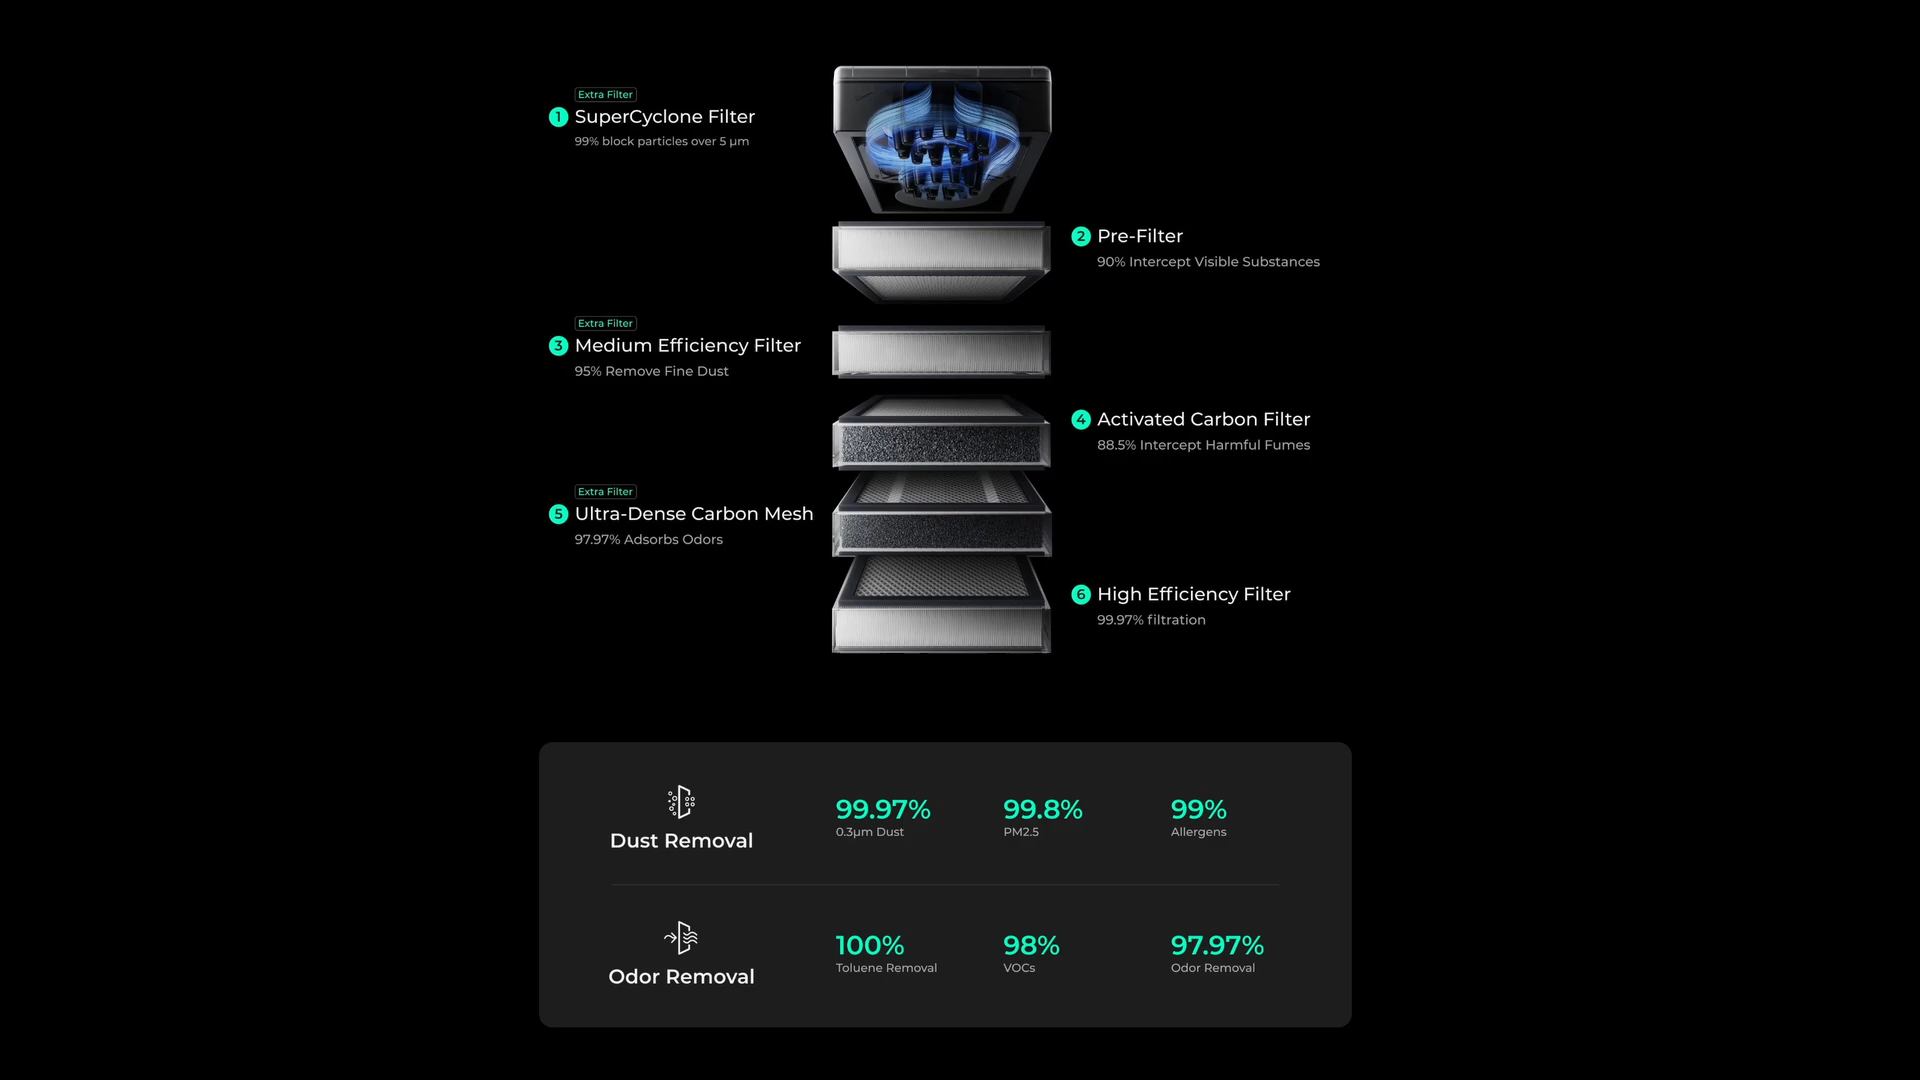 Extra Filter
1 SuperCyclone Filter
99% block particles over 5 μm
2 Pre-Filter
90% Intercept Visible Substances
Extra Filter
3 Medium Efficiency Filter
95% Remove Fine Dust
4 Activated Carbon Filter
88.5% Intercept Harmful Fumes
Extra Filter
5 Ultra-Dense Carbon Mesh
97.97% Adsorbs Odors
6 High Efficiency Filter
99.97% filtration
Dust Removal
99.97%
0.3μm Dust
99.8%
PM2.5
99%
Allergens
Odor Removal
100%
Toluene Removal
98%
VOCs
97.97%
Odor Removal